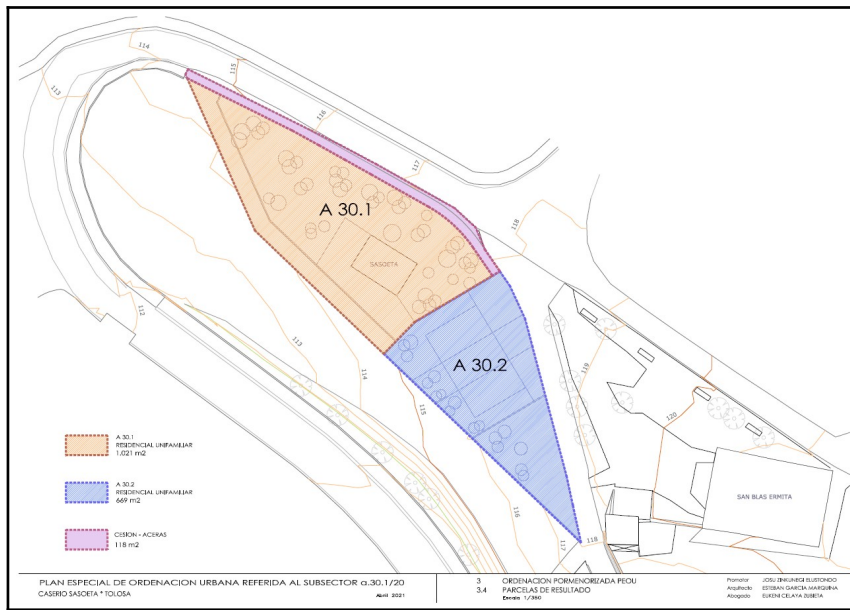 114
113
115
116
117
118
A 30.1
SASOETA
112
113
114
A 30.2
119
115
120
116
117
118
SAN BLAS ERMITA
A 30.1
RESIDENCIAL UNIFAMILIAR
1.021 m2
A 30.2
RESIDENCIAL UNIFAMILIAR
669 m2
CESION - ACERAS
118 m2
PLAN ESPECIAL DE ORDENACION URBANA REFERIDA AL SUBSECTOR a.30.1/20
CASERIO SASOETA * TOLOSA
Abril 2021
3 ORDENACION PORMENORIZADA PEOU
3.4 PARCELAS DE RESULTADO
Escala 1/350
Promotor JOSU ZINKUNEGI ELUSTONDO
Arquitecto ESTEBAN GARCÍA MARQUINA
Abogado EUKENI CELAYA ZUBIETA